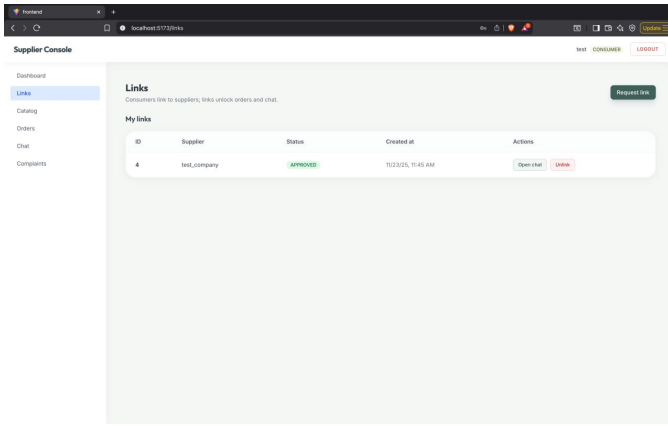 frontend
localhost:5173/links
Update
Supplier Console
test CONSUMER LOGOUT
Dashboard
Links
Catalog
Orders
Chat
Complaints
Links
Consumers link to suppliers; links unlock orders and chat.
Request link
My links
ID Supplier Status Created at Actions
4 test_company APPROVED 11/23/25, 11:45 AM Open chat Unlink